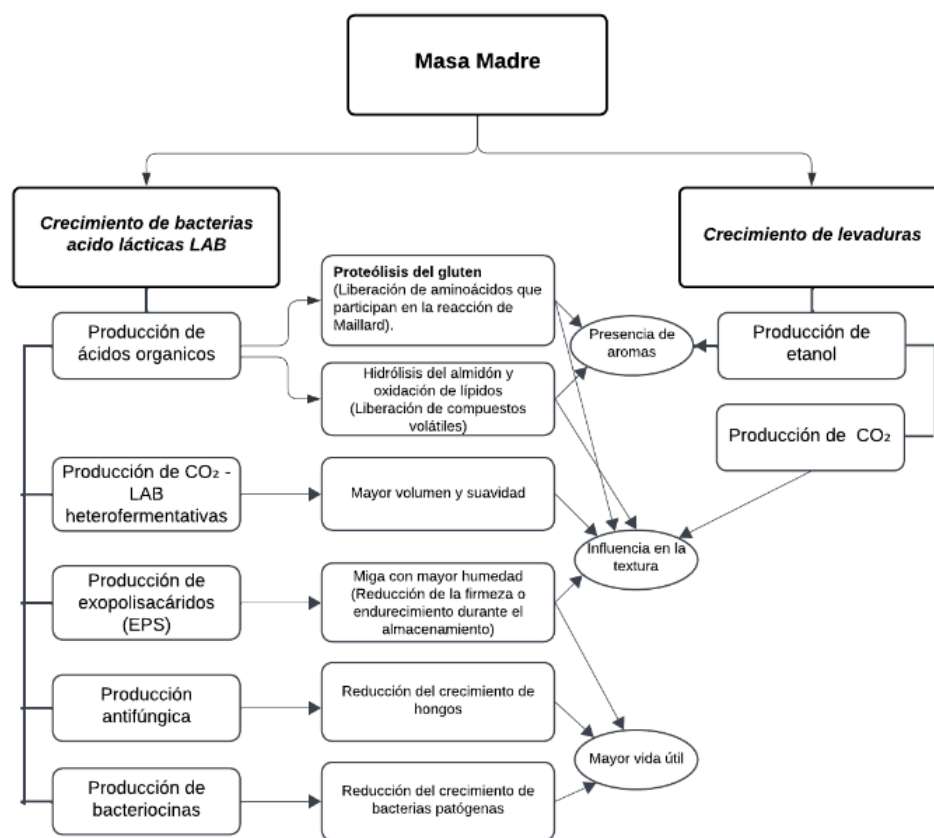 Masa Madre
Crecimiento de bacterias
acido lácticas LAB
Crecimiento de levaduras
Proteólisis del gluten
(Liberación de aminoácidos que
participan en la reacción de
Maillard).
Producción de
ácidos organicos
Presencia de
aromas
Producción de
etanol
Hidrólisis del almidón y
oxidación de lípidos
(Liberación de compuestos
volátiles)
Producción de CO₂
Producción de CO₂ -
LAB
heterofermentativas
Mayor volumen y suavidad
Influencia en la
textura
Producción de
exopolisacáridos
(EPS)
Miga con mayor humedad
(Reducción de la firmeza o
endurecimiento durante el
almacenamiento)
Producción
antifúngica
Reducción del crecimiento de
hongos
Mayor vida útil
Producción de
bacteriocinas
Reducción del crecimiento de
bacterias patógenas